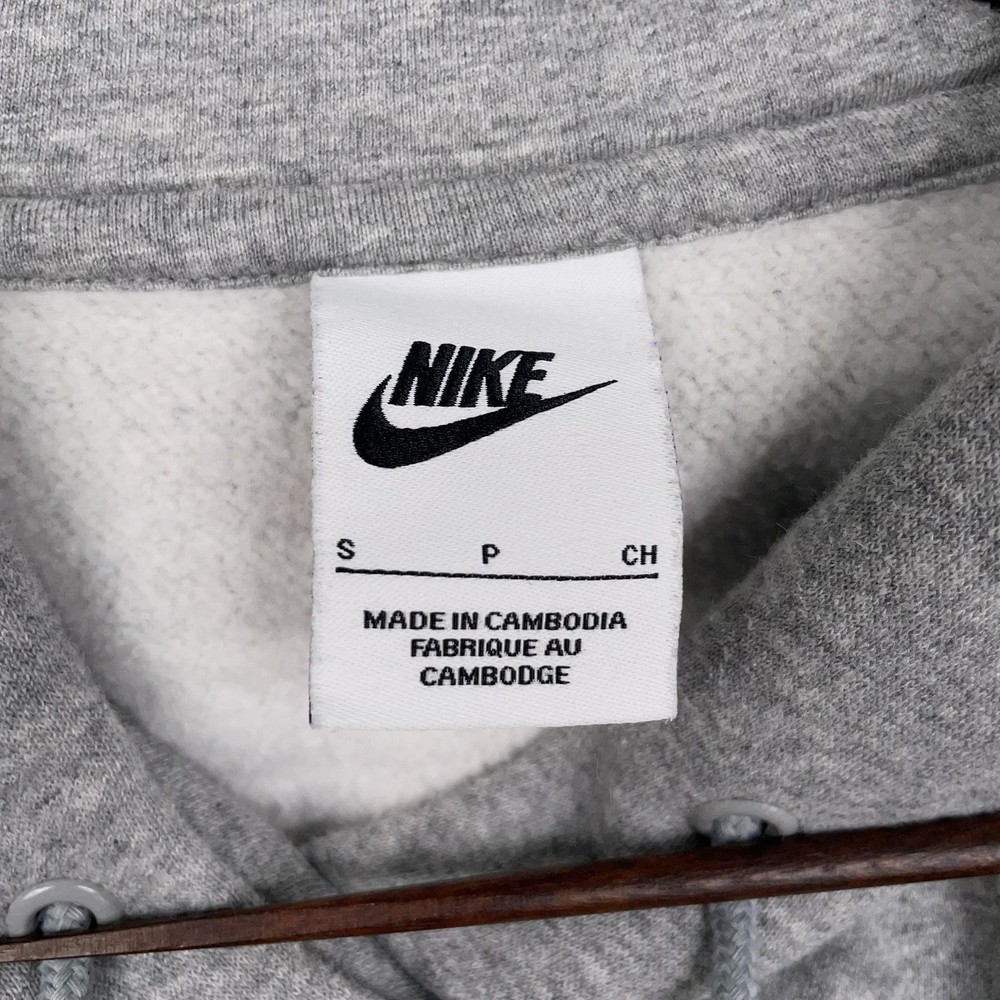 NIKE
S P CH
MADE IN CAMBODIA
FABRIQUE AU
CAMBODGE